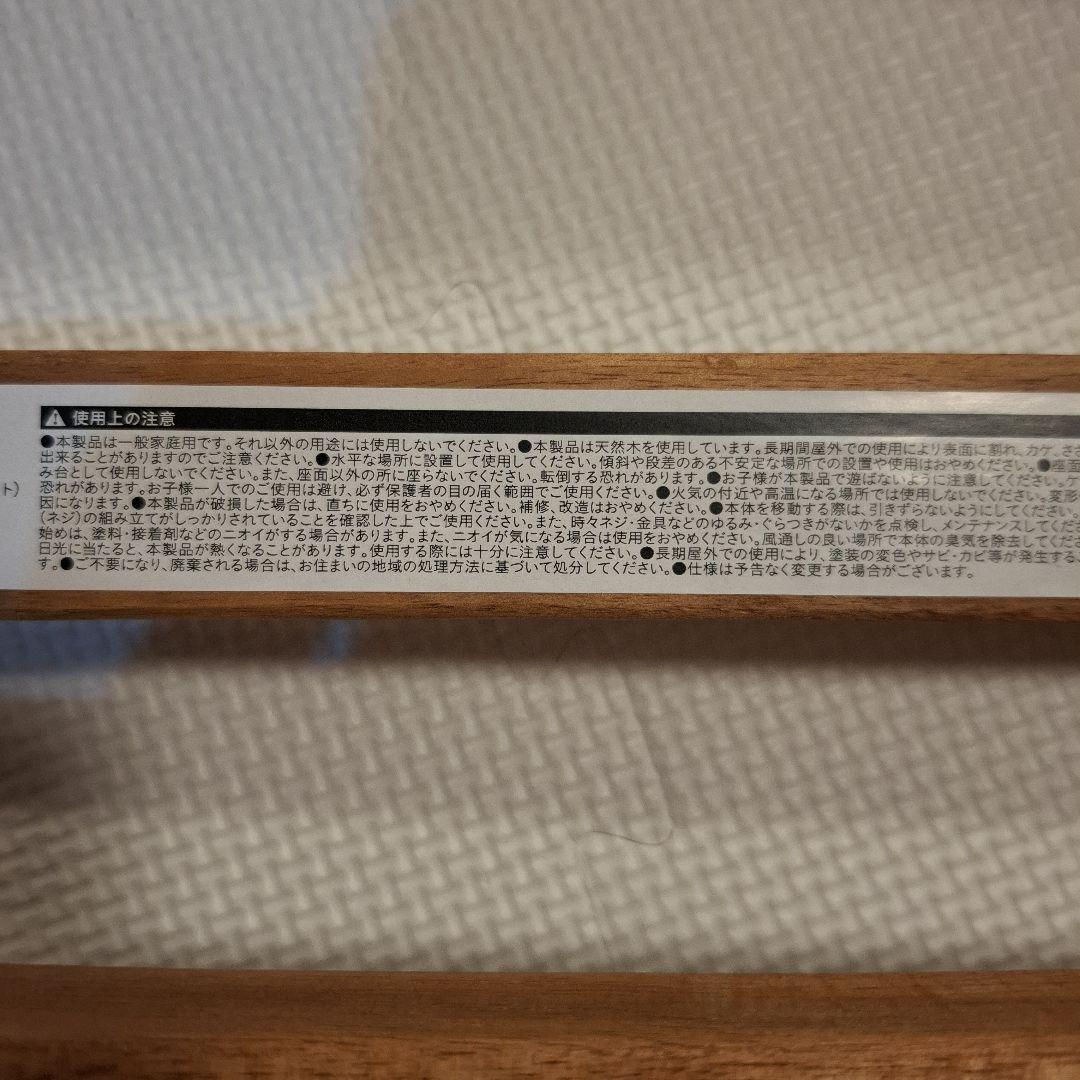 ⚠ 使用上の注意
●本製品は一般家庭用です。それ以外の用途には使用しないでください。●本製品は天然木を使用しています。長期間屋外での使用により表面に割れ、カケ、ささ
出来ることがありますのでご注意ください。●水平な場所に設置して使用してください。傾斜や段差のある不安定な場所での設置や使用はおやめください。●座面
み台として使用しないでください。また、座面以外の所に座らないでください。転倒する恐れがあります。●お子様が本製品で遊ばないように注意してください。ケ
ト)
恐れがあります。お子様一人でのご使用は避け、必ず保護者の目の届く範囲でご使用ください。●火気の付近や高温になる場所では使用しないでください。変形
因になります。●本製品が破損した場合は、直ちに使用をおやめください。補修、改造はおやめください。●本体を移動する際は、引きずらないようにしてください。
(ネジ)の組み立てがしっかりされていることを確認した上でご使用ください。また、時々ネジ・金具などのゆるみ・ぐらつきがないかを点検し、メンテナンスしてくだ
始めは、塗料・接着剤などのニオイがする場合があります。また、ニオイが気になる場合は使用をおやめください。風通しの良い場所で本体の臭気を除去してくださ
日光に当たると、本製品が熱くなることがあります。使用する際には十分に注意してください。●長期屋外での使用により、塗装の変色やサビ・カビ等が発生する
す。●ご不要になり、廃棄される場合は、お住まいの地域の処理方法に基づいて処分してください。●仕様は予告なく変更する場合がございます。